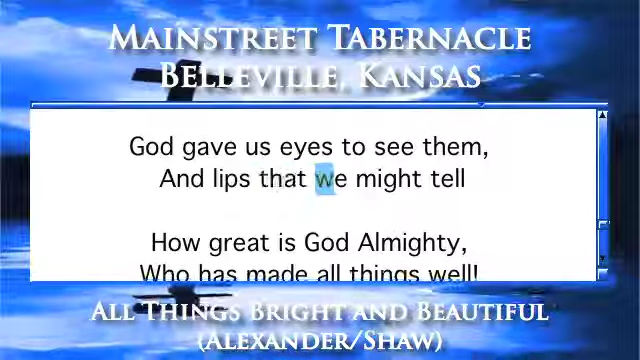 Mainstreet Tabernacle
Belleville, Kansas
God gave us eyes to see them,
And lips that we might tell
How great is God Almighty,
Who has made all things well!
All Things Bright and Beautiful
(Alexander/Shaw)